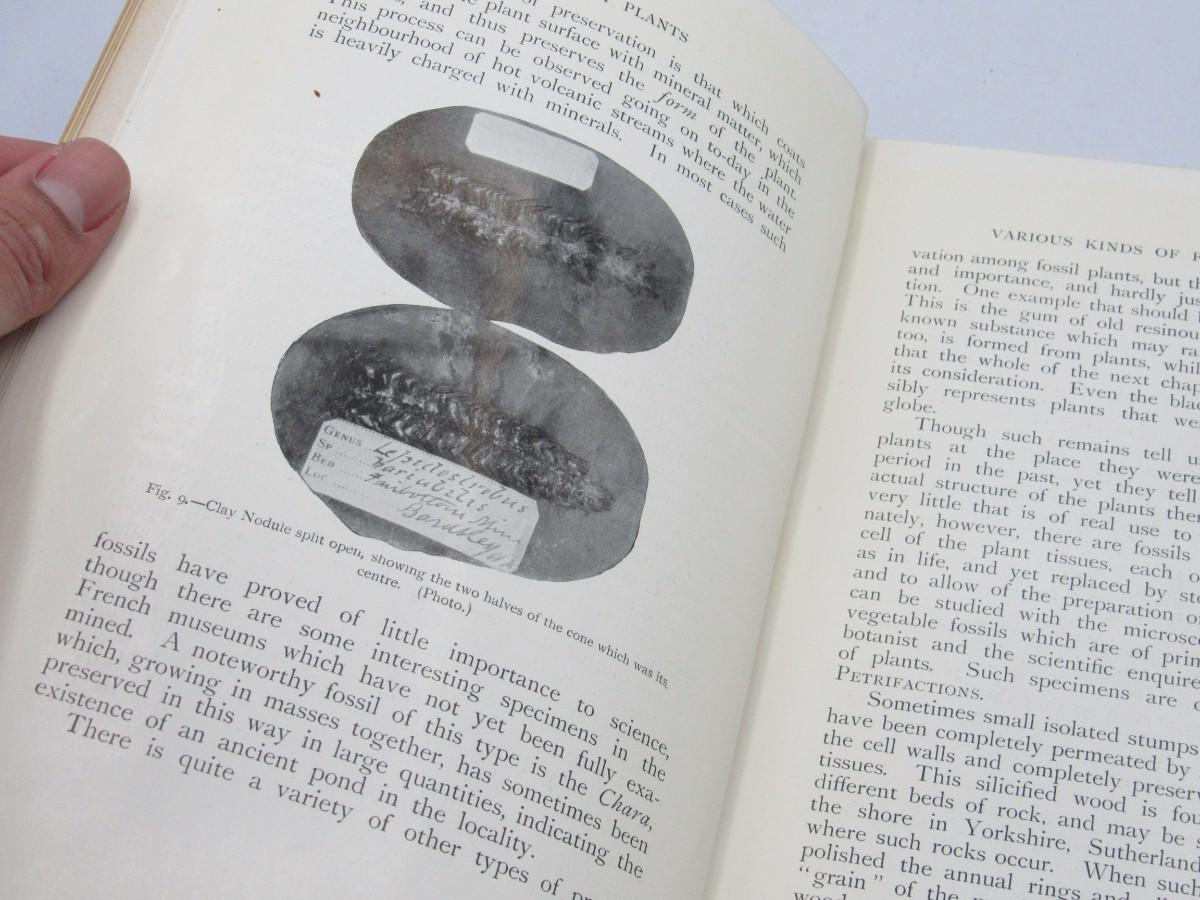 PLANTS
of preservation is that which coats
plant surface with mineral matter, which
and thus preserves the form of the plant.
This process can be observed going on to-day in the
neighbourhood of hot volcanic streams where the water
is heavily charged with minerals. In most cases such
GENUS Lepidostrobus
SP Variabilis
BED
LOC
Fig. 9.—Clay Nodule split open, showing the two halves of the cone which was its
centre. (Photo.)
fossils have proved of little importance to science,
though there are some interesting specimens in the
French museums which have not yet been fully exa-
mined. A noteworthy fossil of this type is the Chara,
which, growing in masses together, has sometimes been
preserved in this way in large quantities, indicating the
existence of an ancient pond in the locality.
There is quite a variety of other types of
VARIOUS KINDS OF
vation among fossil plants, but
and importance, and hardly
tion. One example that should
This is the gum of old
known substance which may
too, is formed from plants,
that the whole of the next
its consideration. Even the
sibly represents plants that
globe.
Though such remains tell
plants at the place they were
period in the past, yet they tell
actual structure of the plants
very little that is of real use to
nately, however, there are fossils
cell of the plant tissues, each
as in life, and yet replaced by
and to allow of the preparation
can be studied with the
vegetable fossils which are of
botanist and the scientific
of plants. Such specimens are
PETRIFACTIONS.
Sometimes small isolated stumps
have been completely permeated by
the cell walls and completely
tissues. This silicified wood is
different beds of rock, and may be
the shore in Yorkshire, Sutherland
where such rocks occur. When such
polished the annual rings and
"grain" of the